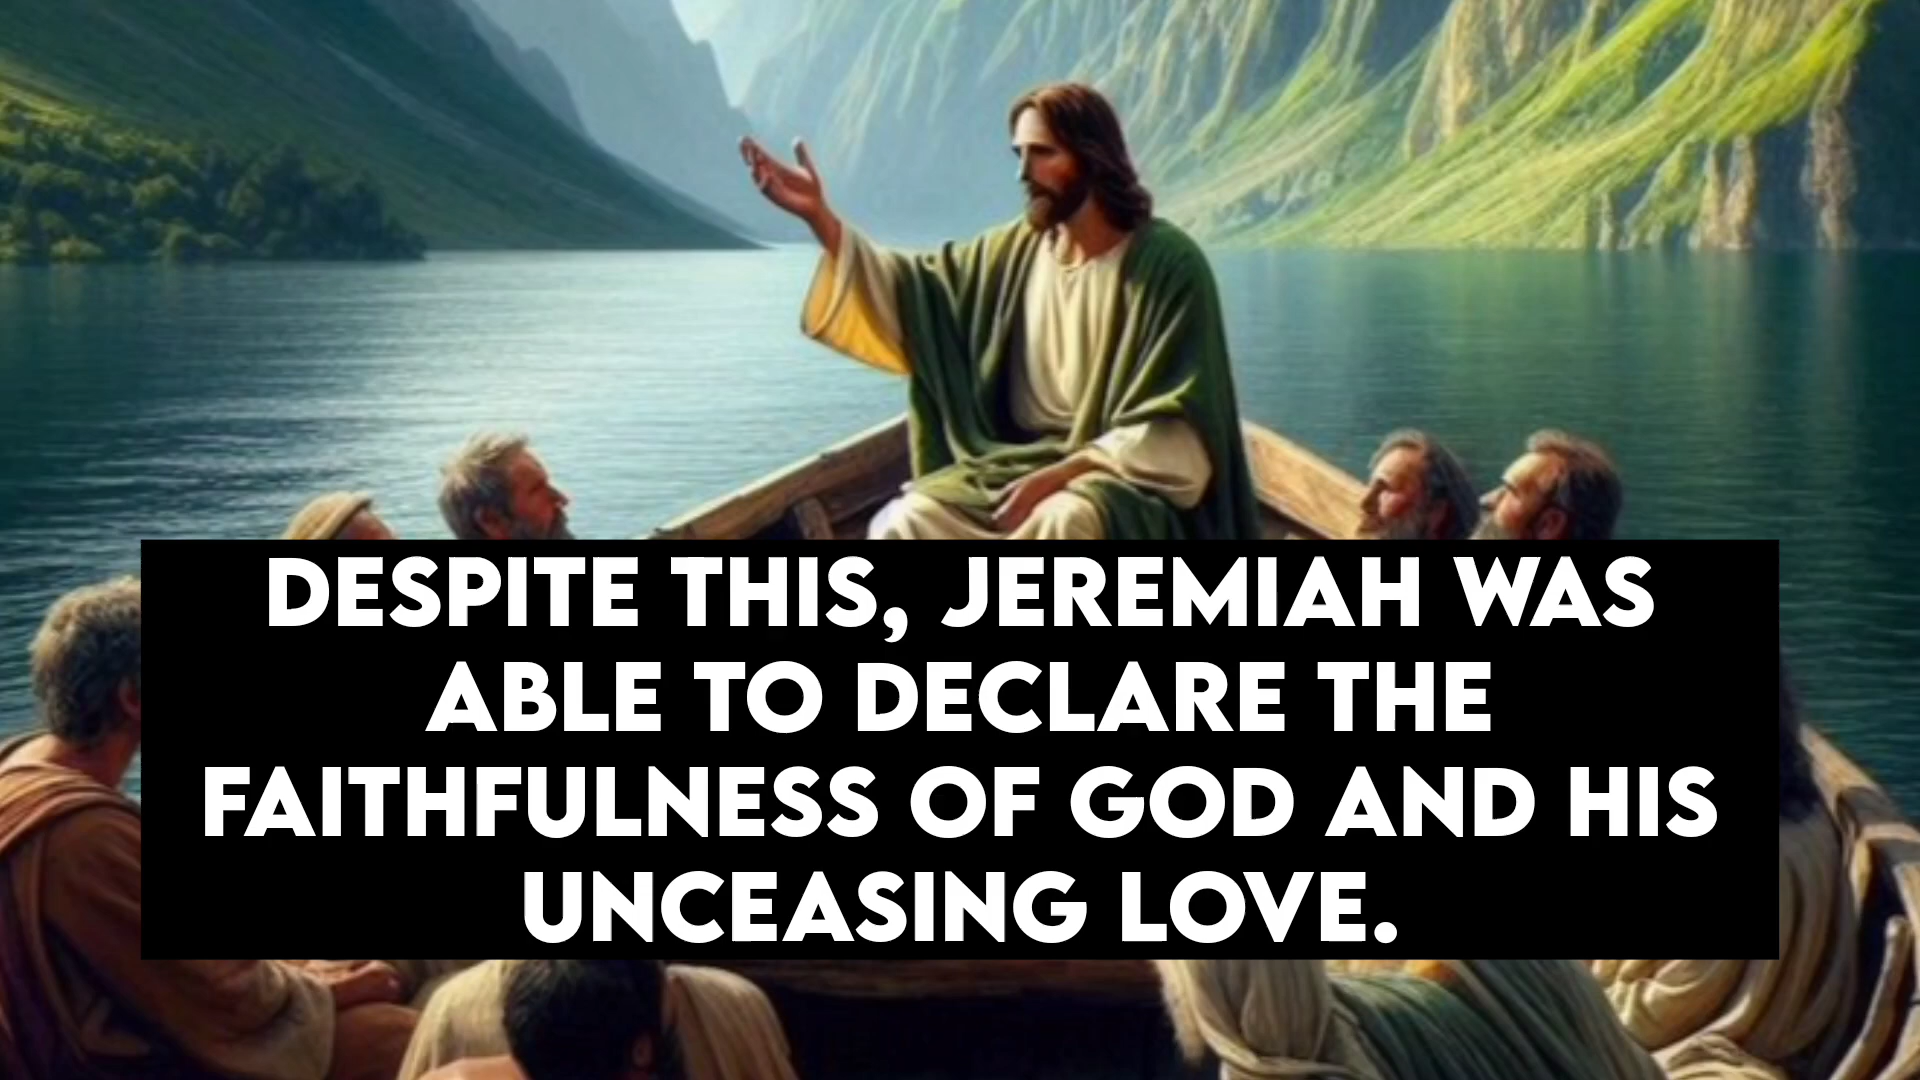 DESPITE THIS, JEREMIAH WAS
ABLE TO DECLARE THE
FAITHFULNESS OF GOD AND HIS
UNCEASING LOVE.